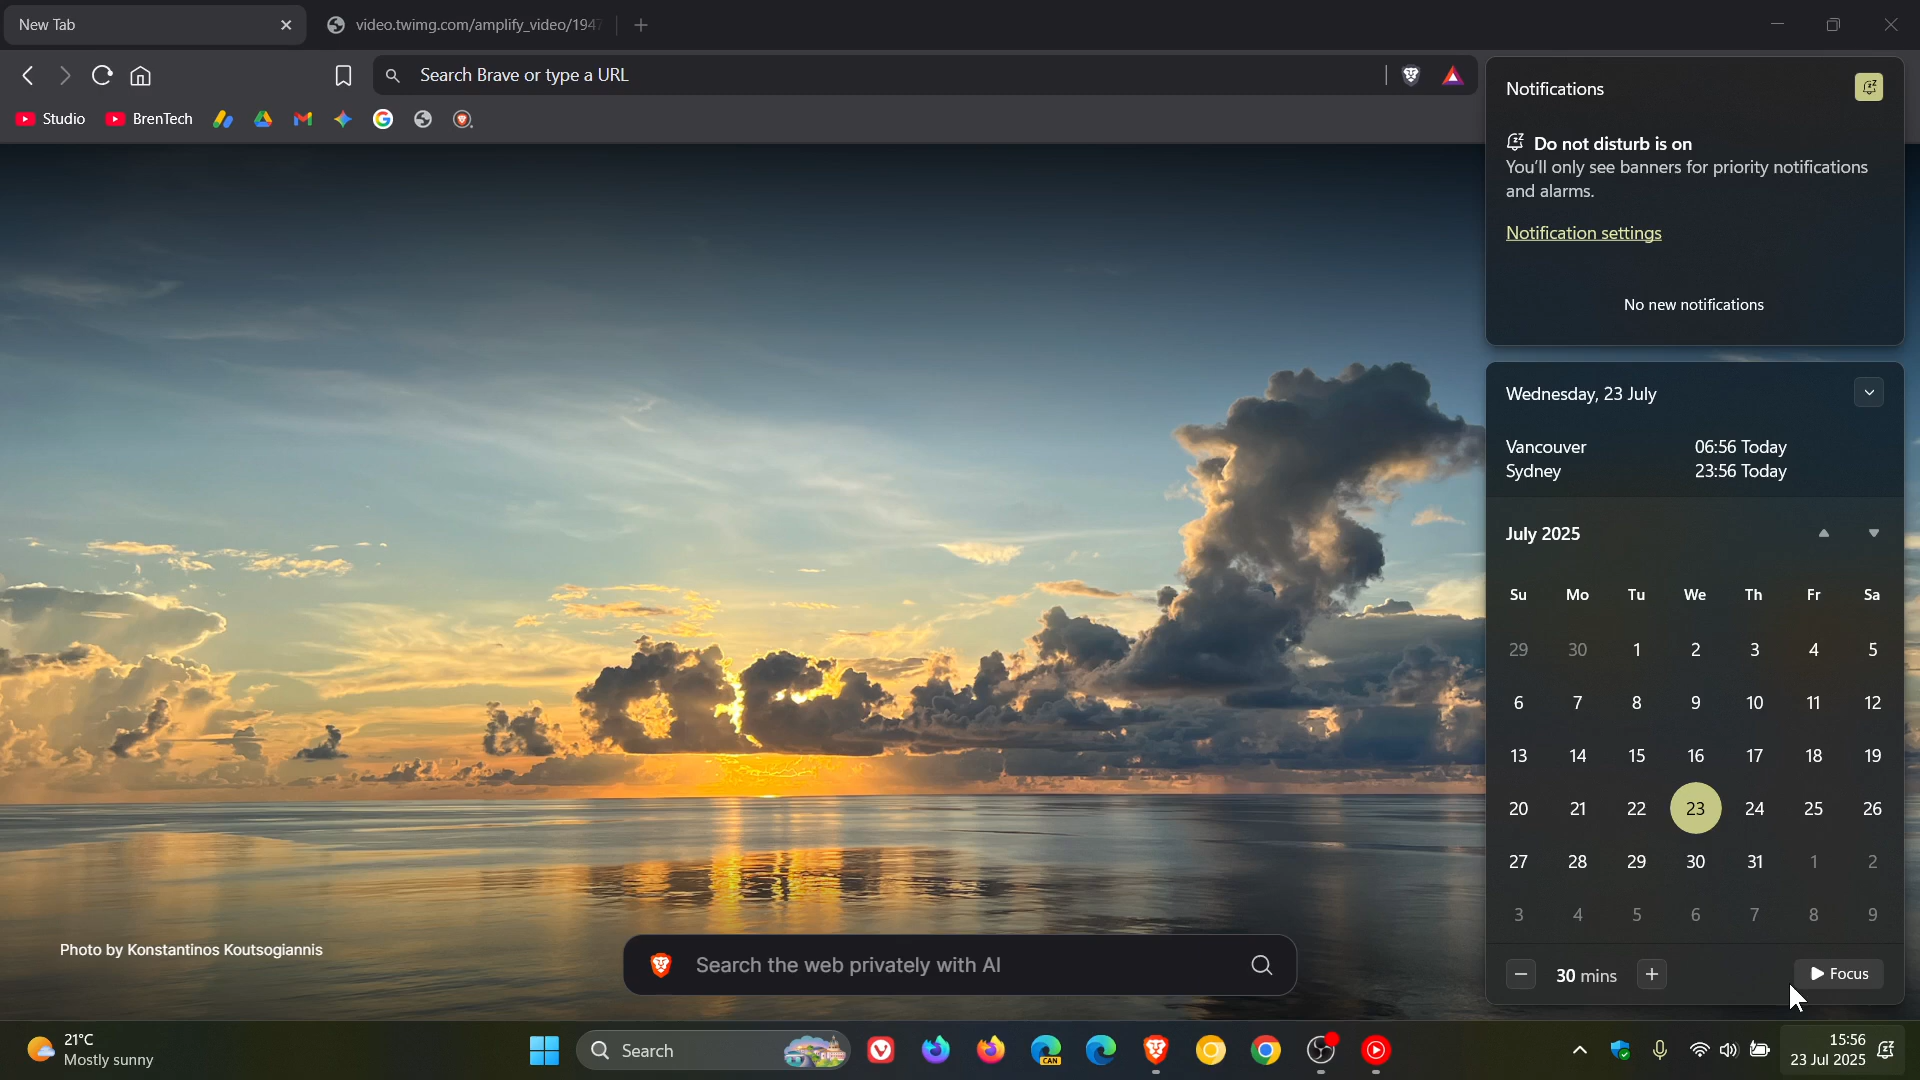 New Tab
video.twimg.com/amplify_video/1947
Search Brave or type a URL
Studio
BrenTech
Notifications
Do not disturb is on
You'll only see banners for priority notifications
and alarms.
Notification settings
No new notifications
Wednesday, 23 July
Vancouver 06:56 Today
Sydney 23:56 Today
July 2025
Su Mo Tu We Th Fr Sa
29 30 1 2 3 4 5
6 7 8 9 10 11 12
13 14 15 16 17 18 19
20 21 22 23 24 25 26
27 28 29 30 31 1 2
3 4 5 6 7 8 9
30 mins
Focus
Photo by Konstantinos Koutsogiannis
Search the web privately with AI
21°C
Mostly sunny
Search
CAN
15:56
23 Jul 2025